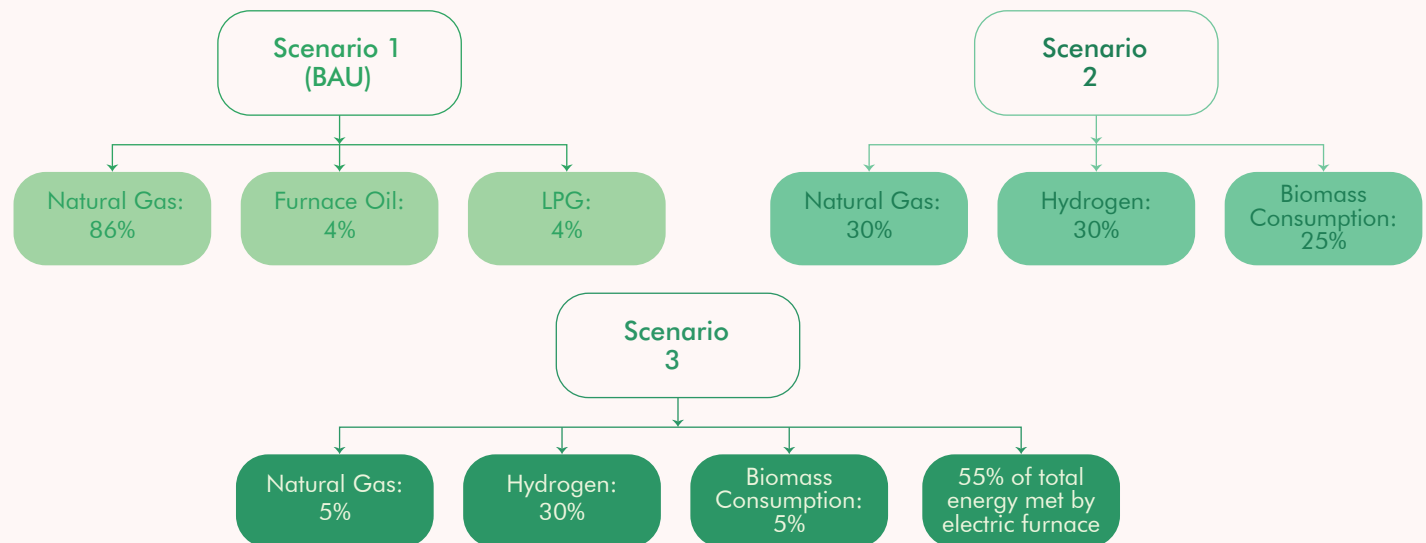 Scenario 1
(BAU)
Natural Gas:
86%
Furnace Oil:
4%
LPG:
4%
Scenario
2
Natural Gas:
30%
Hydrogen:
30%
Biomass
Consumption:
25%
Scenario
3
Natural Gas:
5%
Hydrogen:
30%
Biomass
Consumption:
5%
55% of total
energy met by
electric furnace